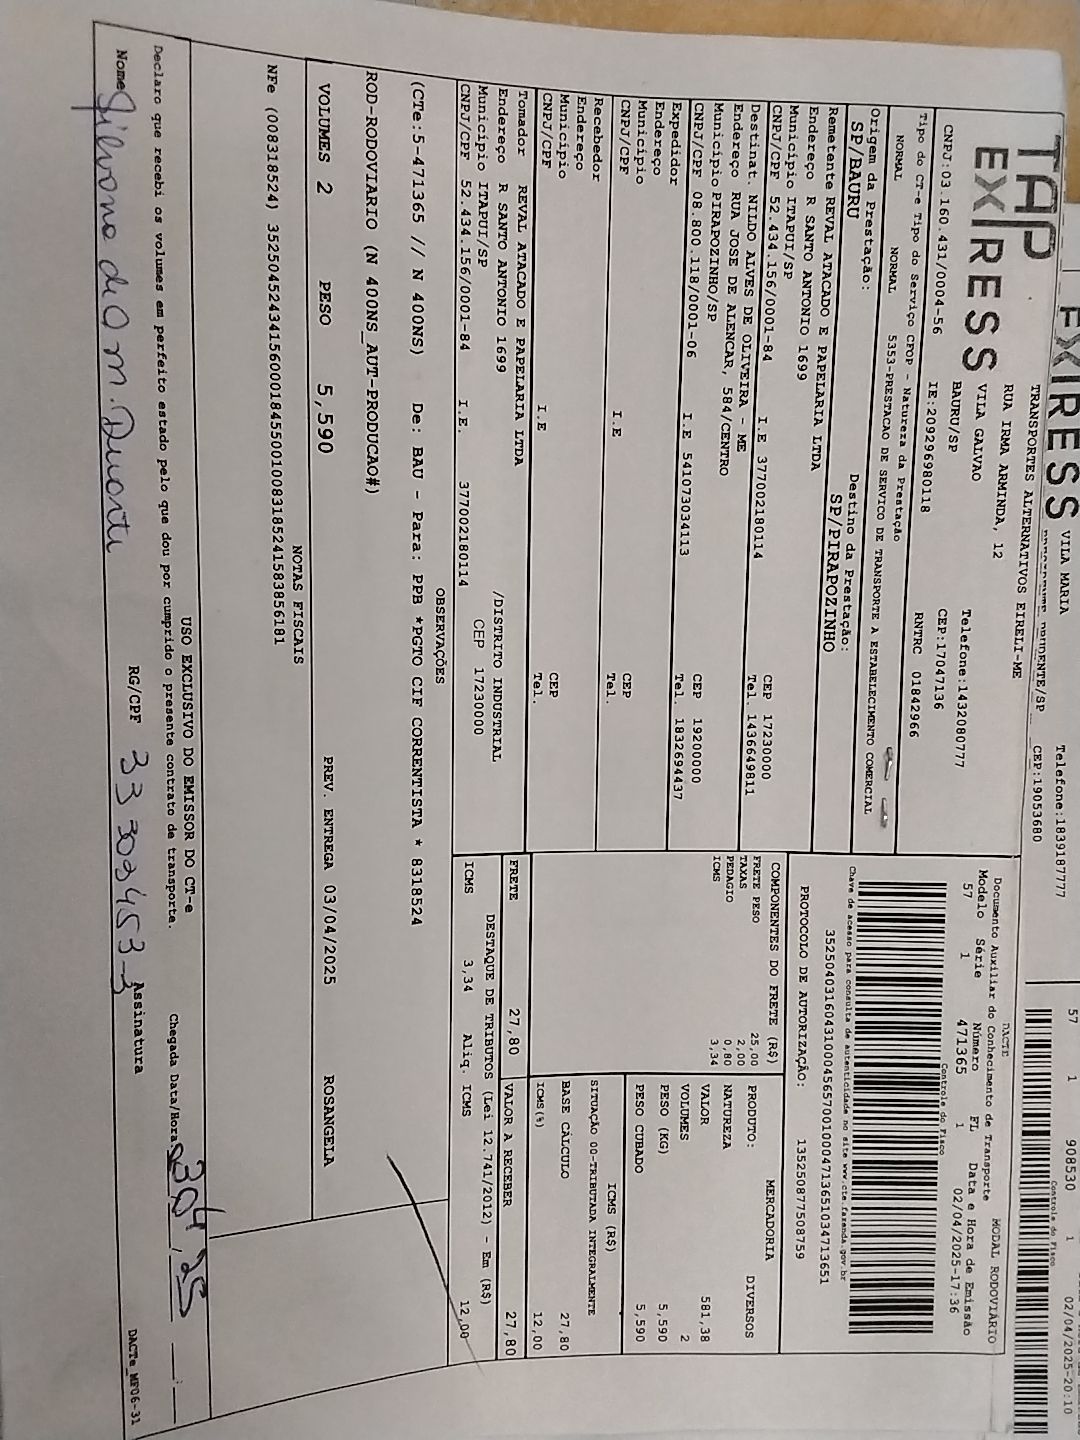 EXPRESS VILA MARIA
PRESIDENTE PRUDENTE/SP
Telefone:1839187777
CEP:19053680
57 1 908530 1 02/04/2025-20:10
Controle do Fisco
TAP EXPRESS
TRANSPORTES ALTERNATIVOS EIRELI-ME
RUA IRMA ARMINDA, 12
VILA GALVAO
BAURU/SP
Telefone:1432080777
CEP:17047136
CNPJ:03.160.431/0004-56 IE:209296980118 RNTRC 01842966
DACTE
Documento Auxiliar do Conhecimento de Transporte MODAL RODOVIÁRIO
Modelo Série Número FL Data e Hora de Emissão
57 1 471365 1 02/04/2025-17:36
Controle do Fisco
Chave de acesso para consulta de autenticidade no site www.cte.fazenda.gov.br
PROTOCOLO DE AUTORIZAÇÃO: 135250877508759
Tipo do CT-e Tipo do Serviço CFOP - Natureza da Prestação
NORMAL NORMAL 5353-PRESTACAO DE SERVICO DE TRANSPORTE A ESTABELECIMENTO COMERCIAL
Origem da Prestação: Destino da Prestação:
SP/BAURU SP/PIRAPOZINHO
Remetente REVAL ATACADO E PAPELARIA LTDA
Endereço R SANTO ANTONIO 1699
Município ITAPUI/SP CEP 17230000
CNPJ/CPF 52.434.156/0001-84 I.E 377002180114 Tel. 1436649811
Destinat. NILDO ALVES DE OLIVEIRA - ME
Endereço RUA JOSE DE ALENCAR, 584/CENTRO
Município PIRAPOZINHO/SP CEP 19200000
CNPJ/CPF 08.800.118/0001-06 I.E 541073034113 Tel. 1832694437
Expedidor
Endereço
Município CEP
CNPJ/CPF I.E Tel.
Recebedor
Endereço
Município CEP
CNPJ/CPF I.E Tel.
Tomador REVAL ATACADO E PAPELARIA LTDA
Endereço R SANTO ANTONIO 1699 /DISTRITO INDUSTRIAL
Município ITAPUI/SP CEP 17230000
CNPJ/CPF 52.434.156/0001-84 I.E. 377002180114
COMPONENTES DO FRETE (R$)
FRETE PESO 25,00
TAXAS 2,00
PEDAGIO 0,80
ICMS 3,34
MERCADORIA
PRODUTO: DIVERSOS
NATUREZA
VALOR 581,38
VOLUMES 2
PESO (KG) 5,590
PESO CUBADO 5,590
ICMS (R$)
SITUAÇÃO 00-TRIBUTADA INTEGRALMENTE
BASE CÁLCULO 27,80
ICMS(%) 12,00
FRETE 27,80 VALOR A RECEBER 27,80
DESTAQUE DE TRIBUTOS (Lei 12.741/2012) - Em (R$)
ICMS 3,34 Aliq. ICMS 12,00
OBSERVAÇÕES
(CTe:5-471365 // N 400NS) De: BAU - Para: PPB *PGTO CIF CORRENTISTA * 8318524
ROD-RODOVIARIO (N 400NS_AUT-PRODUCAO#)
VOLUMES 2 PESO 5,590 PREV. ENTREGA 03/04/2025 ROSANGELA
NOTAS FISCAIS
USO EXCLUSIVO DO EMISSOR DO CT-e
Declaro que recebi os volumes em perfeito estado pelo que dou por cumprido o presente contrato de transporte. Chegada Data/Hora
Nome RG/CPF Assinatura
DACTe_MF06-31